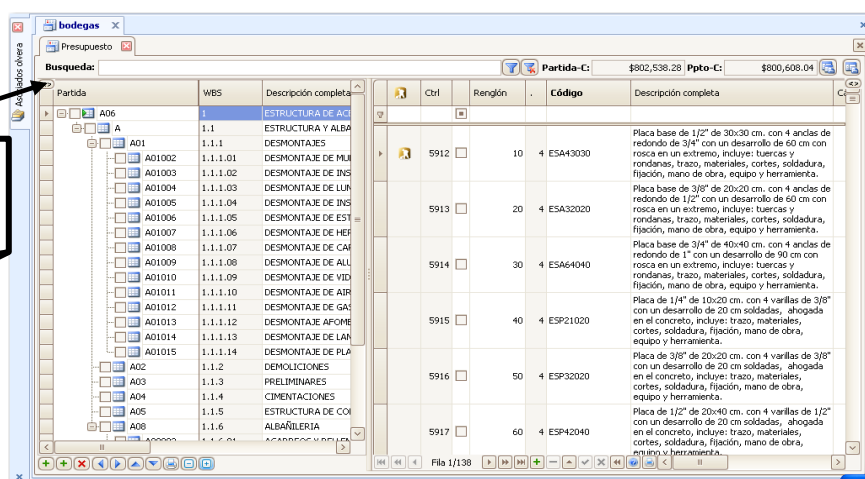 bodegas X
Presupuesto
Asociados olvera
Busqueda: Partida-C: $802,538.28 Ppto-C: $800,608.04
Partida WBS Descripción completa
A06 1 ESTRUCTURA DE
A 1.1 ESTRUCTURA Y ALBA
A01 1.1.1 DESMONTAJES
A01002 1.1.1.01 DESMONTAJE DE
A01003 1.1.1.02 DESMONTAJE DE INS
A01004 1.1.1.03 DESMONTAJE DE
A01005 1.1.1.04 DESMONTAJE DE INS
A01006 1.1.1.05 DESMONTAJE DE EST
A01007 1.1.1.06 DESMONTAJE DE
A01008 1.1.1.07 DESMONTAJE DE
A01009 1.1.1.08 DESMONTAJE DE
A01010 1.1.1.09 DESMONTAJE DE VID
A01011 1.1.1.10 DESMONTAJE DE AIR
A01012 1.1.1.11 DESMONTAJE DE
A01013 1.1.1.12 DESMONTAJE AFOME
A01014 1.1.1.13 DESMONTAJE DE
A01015 1.1.1.14 DESMONTAJE DE PLA
A02 1.1.2 DEMOLICIONES
A03 1.1.3 PRELIMINARES
A04 1.1.4 CIMENTACIONES
A05 1.1.5 ESTRUCTURA DE
A08 1.1.6 ALBAÑILERIA
Ctrl Renglón . Código Descripción completa
5912 10 4 ESA43030
Placa base de 1/2" de 30x30 cm. con 4 anclas de
redondo de 3/4" con un desarrollo de 60 cm con
rosca en un extremo, incluye: tuercas y
rondanas, trazo, materiales, cortes, soldadura,
fijación, mano de obra, equipo y herramienta.
5913 20 4 ESA32020
Placa base de 3/8" de 20x20 cm. con 4 anclas de
redondo de 1/2" con un desarrollo de 60 cm con
rosca en un extremo, incluye: tuercas y
rondanas, trazo, materiales, cortes, soldadura,
fijación, mano de obra, equipo y herramienta.
5914 30 4 ESA64040
Placa base de 3/4" de 40x40 cm. con 4 anclas de
redondo de 1" con un desarrollo de 90 cm con
rosca en un extremo, incluye: tuercas y
rondanas, trazo, materiales, cortes, soldadura,
fijación, mano de obra, equipo y herramienta.
5915 40 4 ESP21020
Placa de 1/4" de 10x20 cm. con 4 varillas de 3/8"
con un desarrollo de 20 cm soldadas, ahogada
en el concreto, incluye: trazo, materiales,
cortes, soldadura, fijación, mano de obra,
equipo y herramienta.
5916 50 4 ESP32020
Placa de 3/8" de 20x20 cm. con 4 varillas de 3/8"
con un desarrollo de 20 cm soldadas, ahogada
en el concreto, incluye: trazo, materiales,
cortes, soldadura, fijación, mano de obra,
equipo y herramienta.
5917 60 4 ESP42040
Placa de 1/2" de 20x40 cm. con 4 varillas de 1/2"
con un desarrollo de 20 cm soldadas, ahogada
en el concreto, incluye: trazo, materiales,
cortes, soldadura, fijación, mano de obra,
equipo y herramienta.
Fila 1/138